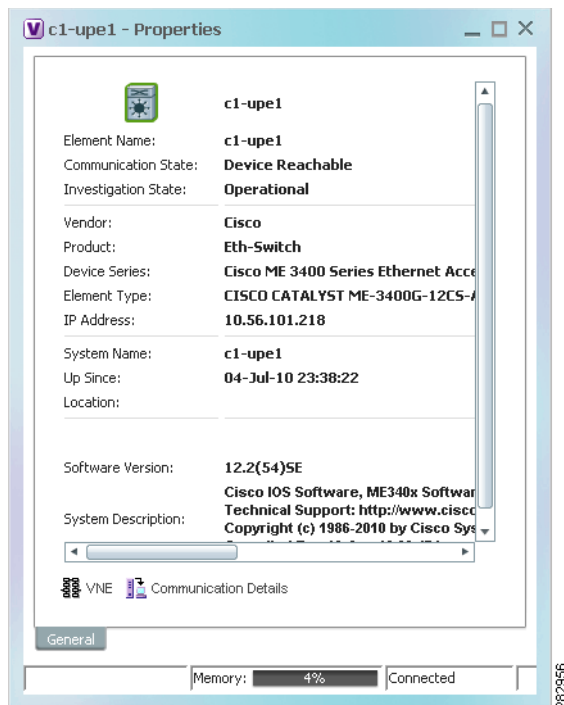 c1-upe1 - Properties
c1-upe1
Element Name: c1-upe1
Communication State: Device Reachable
Investigation State: Operational
Vendor: Cisco
Product: Eth-Switch
Device Series: Cisco ME 3400 Series Ethernet Acce
Element Type: CISCO CATALYST ME-3400G-12CS-A
IP Address: 10.56.101.218
System Name: c1-upe1
Up Since: 04-Jul-10 23:38:22
Location:
Software Version: 12.2(54)SE
System Description: Cisco IOS Software, ME340x Softwar
Technical Support: http://www.cisco
Copyright (c) 1986-2010 by Cisco Sys
VNE Communication Details
General
Memory: 4% Connected
282956